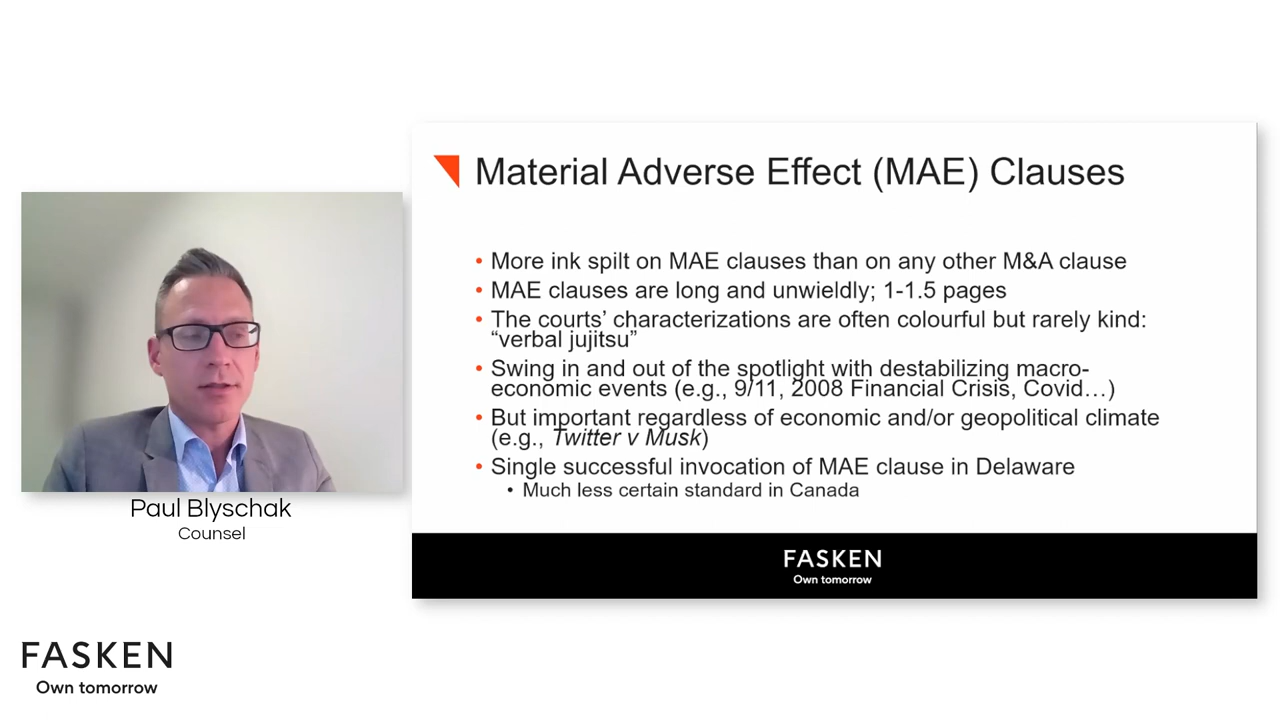 Material Adverse Effect (MAE) Clauses
• More ink spilt on MAE clauses than on any other M&A clause
• MAE clauses are long and unwieldly; 1-1.5 pages
• The courts’ characterizations are often colourful but rarely kind:
“verbal jujitsu”
• Swing in and out of the spotlight with destabilizing macro-
economic events (e.g., 9/11, 2008 Financial Crisis, Covid…)
• But important regardless of economic and/or geopolitical climate
(e.g., Twitter v Musk)
• Single successful invocation of MAE clause in Delaware
• Much less certain standard in Canada
FASKEN
Own tomorrow
Paul Blyschak
Counsel
FASKEN
Own tomorrow